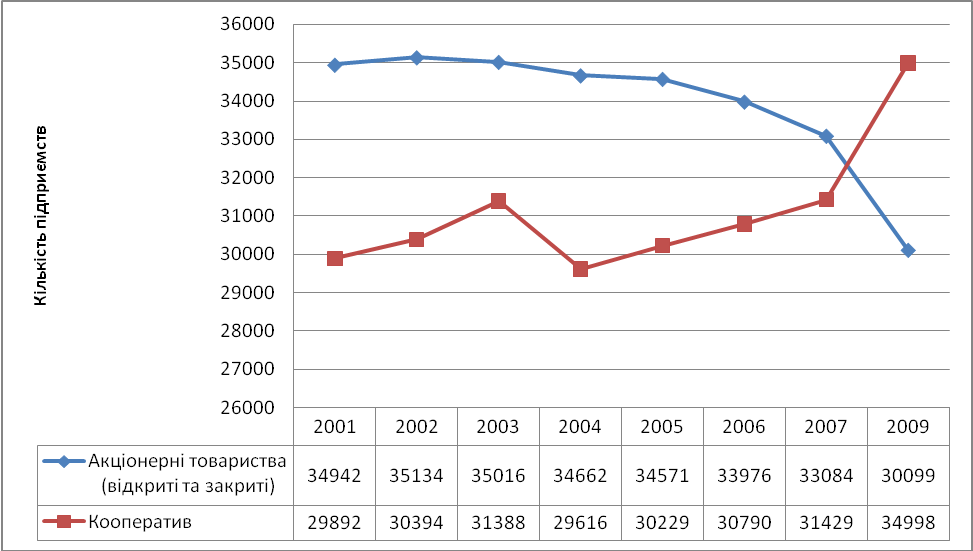 36000
35000
34000
33000
32000
31000
30000
29000
28000
27000
26000
Кількість підприємств
2001 2002 2003 2004 2005 2006 2007 2009
Акціонерні товариства
(відкриті та закриті) 34942 35134 35016 34662 34571 33976 33084 30099
Кооператив 29892 30394 31388 29616 30229 30790 31429 34998